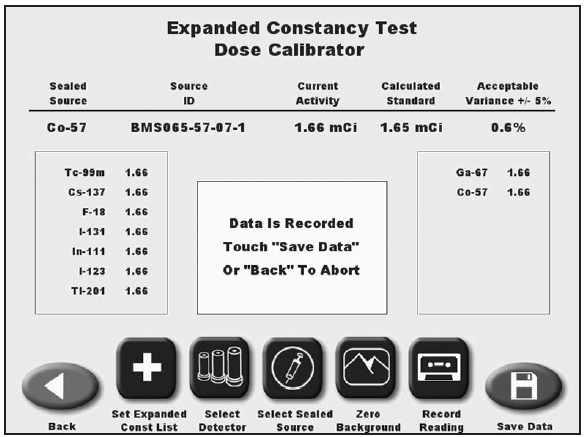 Expanded Constancy Test
Dose Calibrator
Sealed Source Current Calculated Acceptable
Source ID Activity Standard Variance +/- 5%
Co-57 BMS065-57-07-1 1.66 mCi 1.65 mCi 0.6%
Tc-99m 1.66
Cs-137 1.66
F-18 1.66
I-131 1.66
In-111 1.66
I-123 1.66
Tl-201 1.66
Data Is Recorded
Touch "Save Data"
Or "Back" To Abort
Ga-67 1.66
Co-57 1.66
Back
Set Expanded
Const List
Select
Detector
Select Sealed
Source
Zero
Background
Record
Reading
Save Data